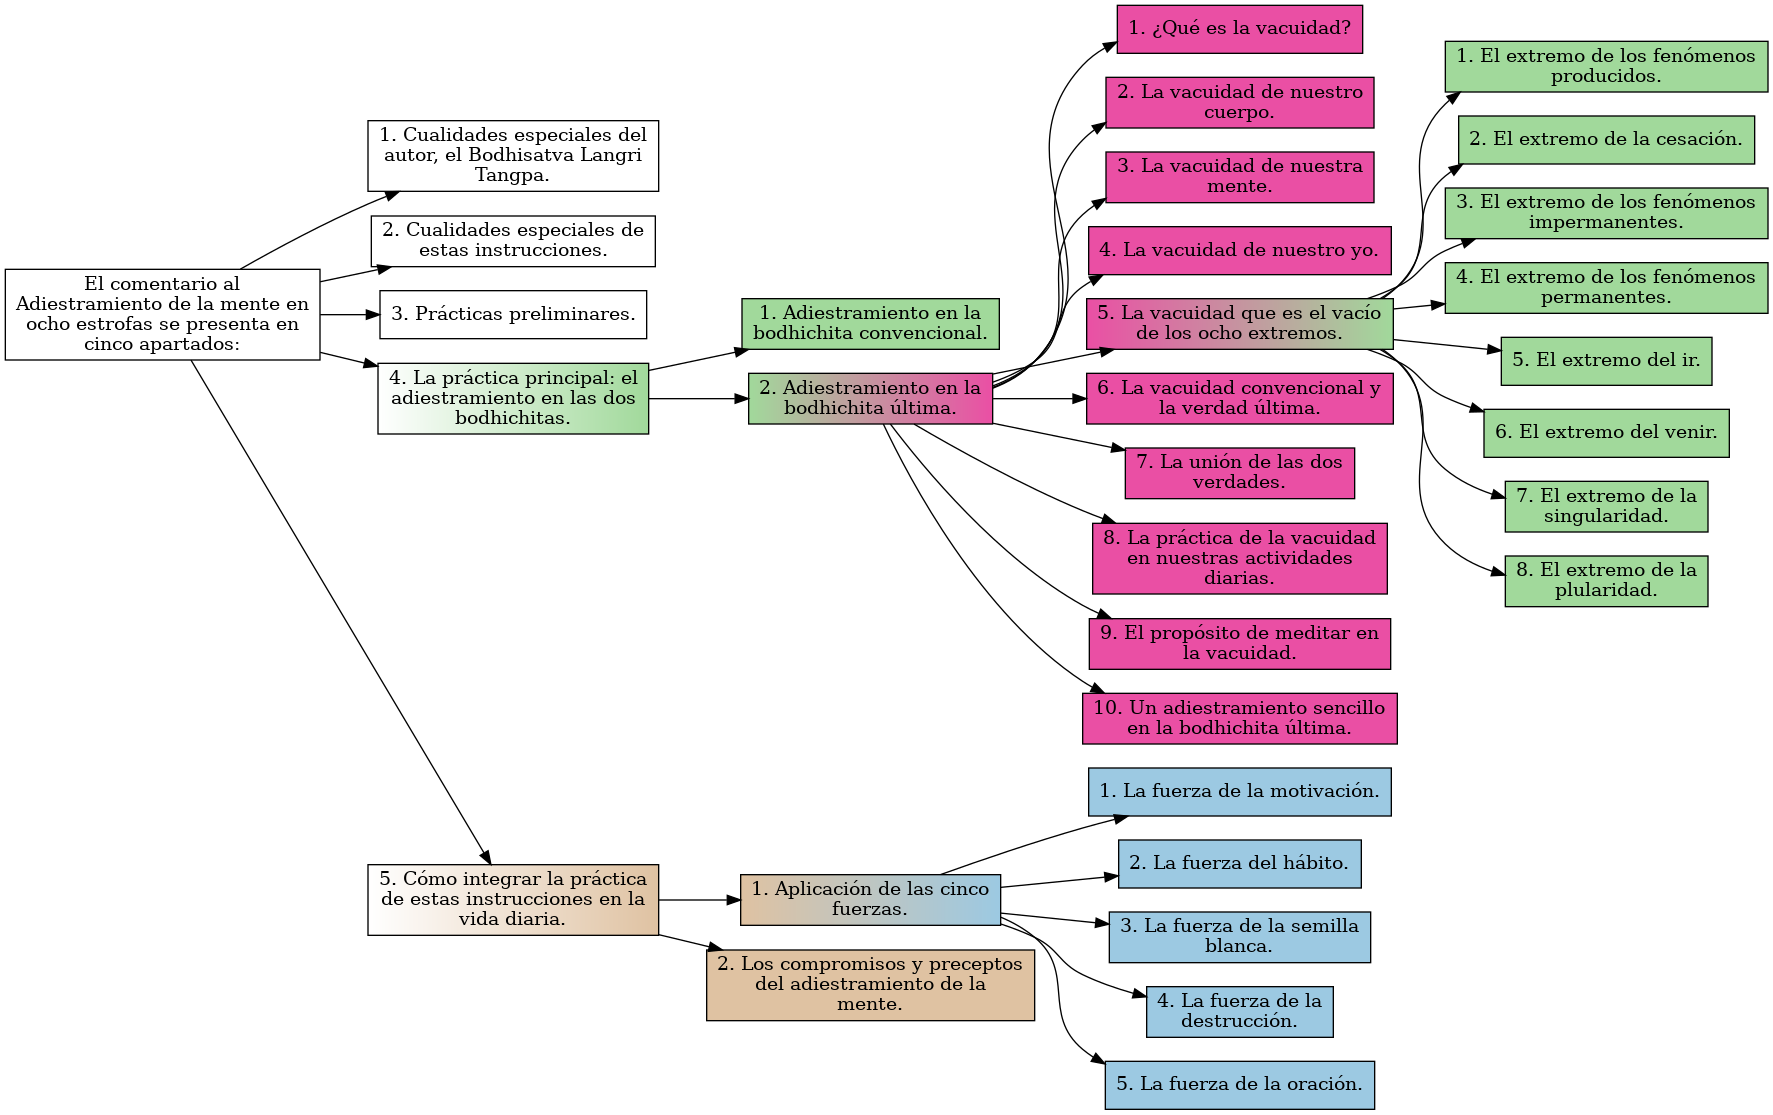 El comentario al
Adiestramiento de la mente en
ocho estrofas se presenta en
cinco apartados:
1. Cualidades especiales del
autor, el Bodhisatva Langri
Tangpa.
2. Cualidades especiales de
estas instrucciones.
3. Prácticas preliminares.
4. La práctica principal: el
adiestramiento en las dos
bodhichitas.
5. Cómo integrar la práctica
de estas instrucciones en la
vida diaria.
1. Adiestramiento en la
bodhichita convencional.
2. Adiestramiento en la
bodhichita última.
1. Aplicación de las cinco
fuerzas.
2. Los compromisos y preceptos
del adiestramiento de la
mente.
1. ¿Qué es la vacuidad?
2. La vacuidad de nuestro
cuerpo.
3. La vacuidad de nuestra
mente.
4. La vacuidad de nuestro yo.
5. La vacuidad que es el vacío
de los ocho extremos.
6. La vacuidad convencional y
la verdad última.
7. La unión de las dos
verdades.
8. La práctica de la vacuidad
en nuestras actividades
diarias.
9. El propósito de meditar en
la vacuidad.
10. Un adiestramiento sencillo
en la bodhichita última.
1. La fuerza de la motivación.
2. La fuerza del hábito.
3. La fuerza de la semilla
blanca.
4. La fuerza de la
destrucción.
5. La fuerza de la oración.
1. El extremo de los fenómenos
producidos.
2. El extremo de la cesación.
3. El extremo de los fenómenos
impermanentes.
4. El extremo de los fenómenos
permanentes.
5. El extremo del ir.
6. El extremo del venir.
7. El extremo de la
singularidad.
8. El extremo de la
plularidad.